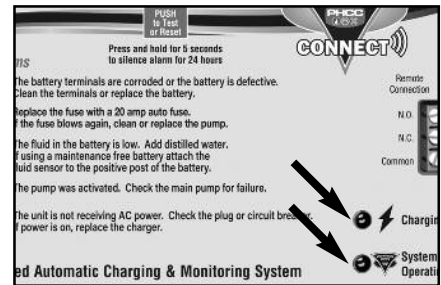 PUSH
to Test
or Reset
Press and hold for 5 seconds
to silence alarm for 24 hours
PHCC
CONNECT
ns
The battery terminals are corroded or the battery is defective.
Clean the terminals or replace the battery.
Replace the fuse with a 20 amp auto fuse.
If the fuse blows again, clean or replace the pump.
The fluid in the battery is low. Add distilled water.
If using a maintenance free battery attach the
fluid sensor to the positive post of the battery.
The pump was activated. Check the main pump for failure.
The unit is not receiving AC power. Check the plug or circuit breaker.
If power is on, replace the charger.
ed Automatic Charging & Monitoring System
Remote
Connection
N.O.
N.C.
Common
Chargin
System
Operati